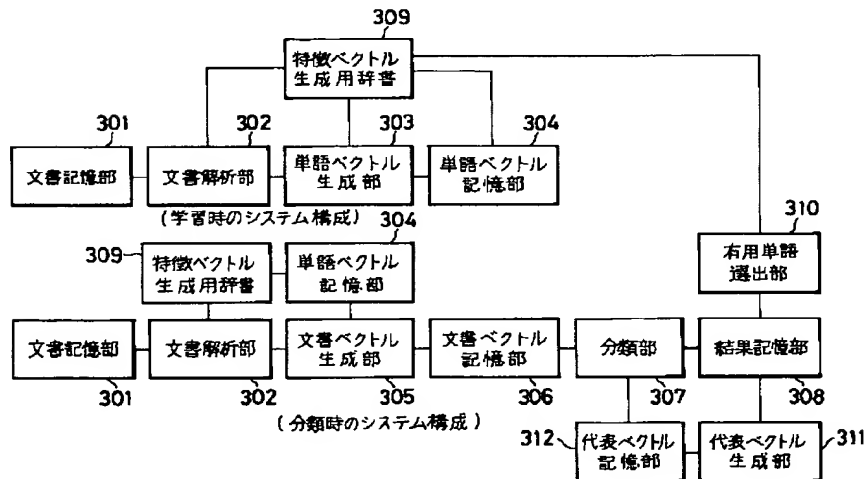 309
特徴ベクトル
生成用辞書
301
302
303
304
文書記憶部
文書解析部
単語ベクトル
生成部
単語ベクトル
記憶部
(学習時のシステム構成)
304
310
309
特徴ベクトル
生成用辞書
単語ベクトル
記憶部
有用単語
選出部
文書記憶部
文書解析部
文書ベクトル
生成部
文書ベクトル
記憶部
分類部
結果記憶部
301
302
305
306
307
308
(分類時のシステム構成)
312
代表ベクトル
記憶部
代表ベクトル
生成部
311